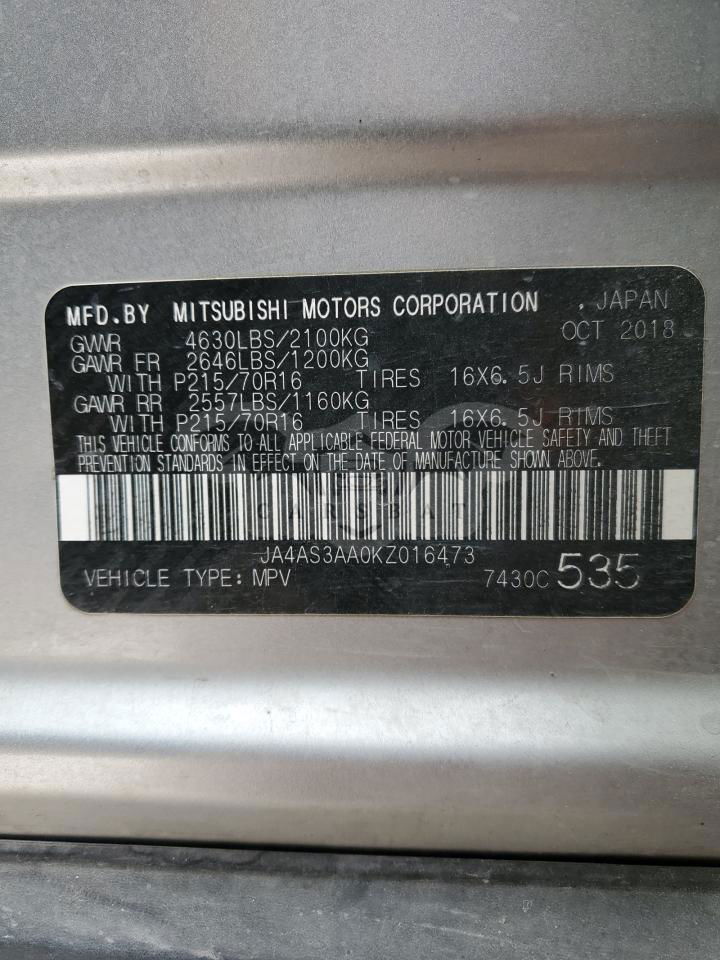 MFD.BY MITSUBISHI MOTORS CORPORATION , JAPAN
GVWR 4630LBS/2100KG OCT 2018
GAWR FR 2646LBS/1200KG
WITH P215/70R16 TIRES 16X6.5J RIMS
GAWR RR 2557LBS/1160KG
WITH P215/70R16 TIRES 16X6.5J RIMS
THIS VEHICLE CONFORMS TO ALL APPLICABLE FEDERAL MOTOR VEHICLE SAFETY AND THEFT
PREVENTION STANDARDS IN EFFECT ON THE DATE OF MANUFACTURE SHOWN ABOVE.
CARSBAT
JA4AS3AA0KZ016473
VEHICLE TYPE: MPV 7430C 535